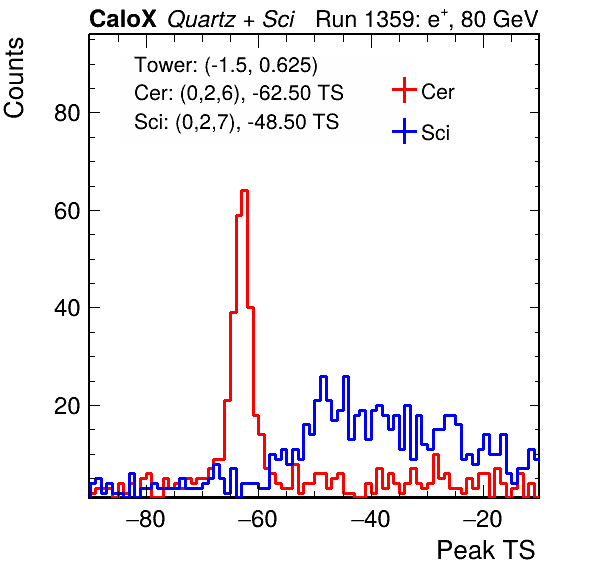 CaloX Quartz + Sci Run 1359: e+, 80 GeV
Counts
Tower: (-1.5, 0.625)
Cer: (0,2,6), -62.50 TS
Sci: (0,2,7), -48.50 TS
Cer
Sci
80
60
40
20
−80 −60 −40 −20
Peak TS